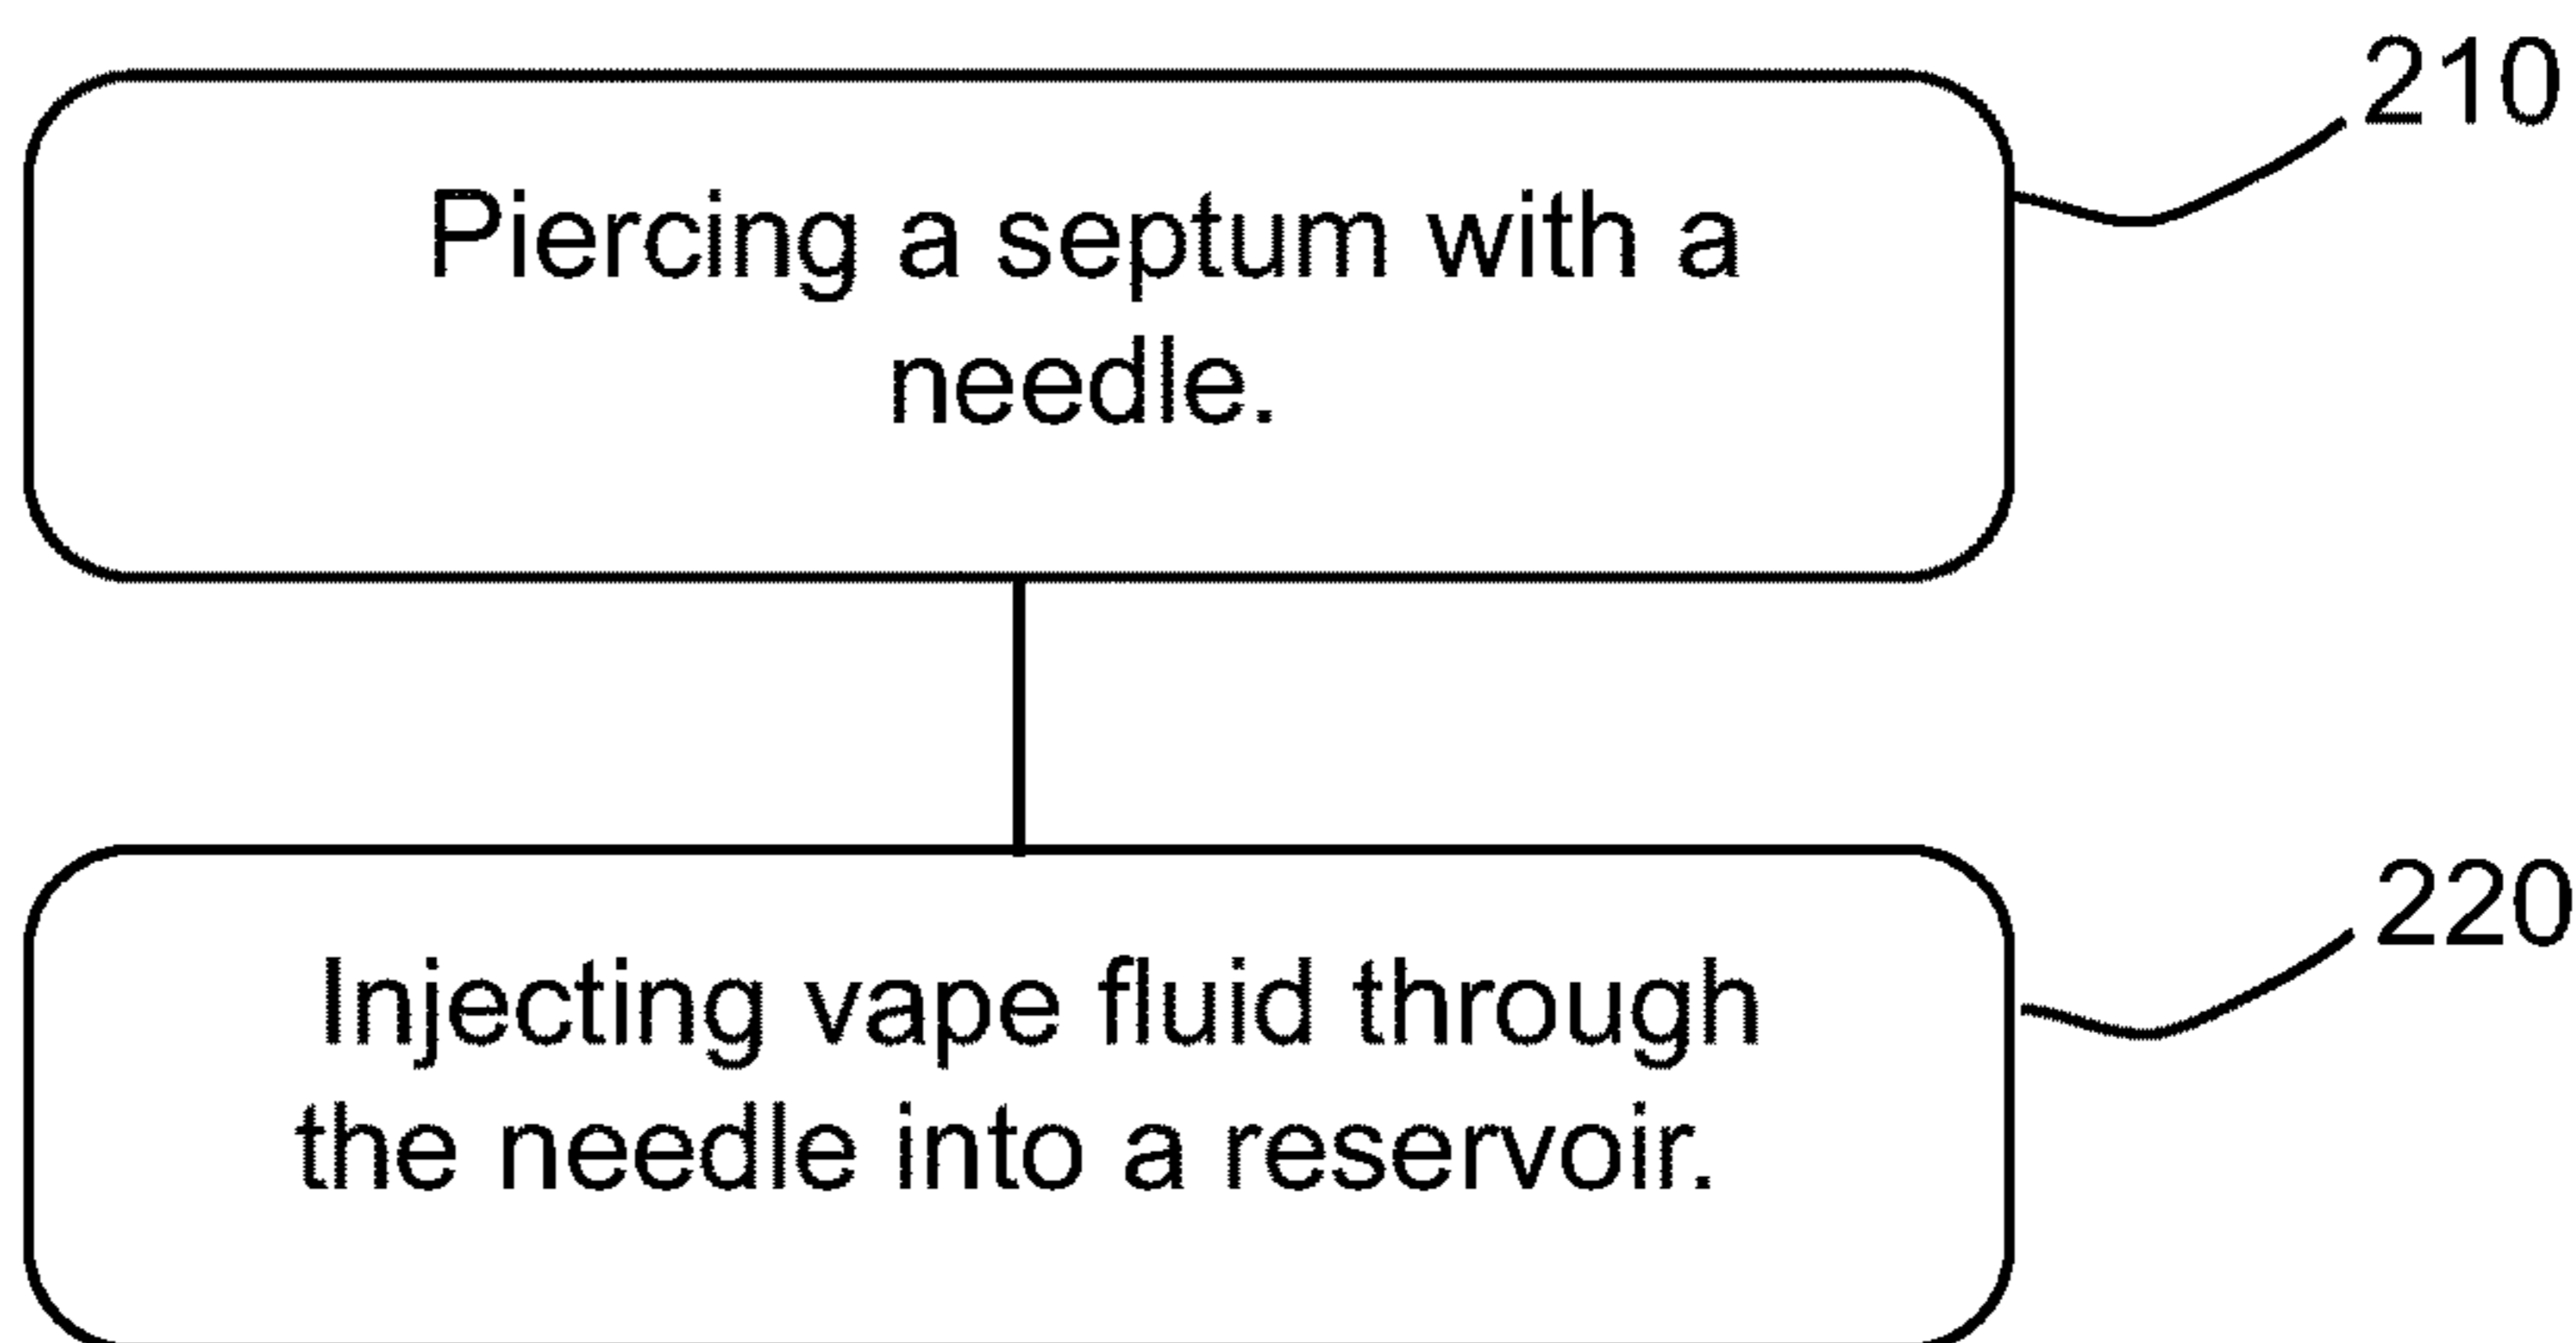 210
Piercing a septum with a
needle.
220
Injecting vape fluid through
the needle into a reservoir.